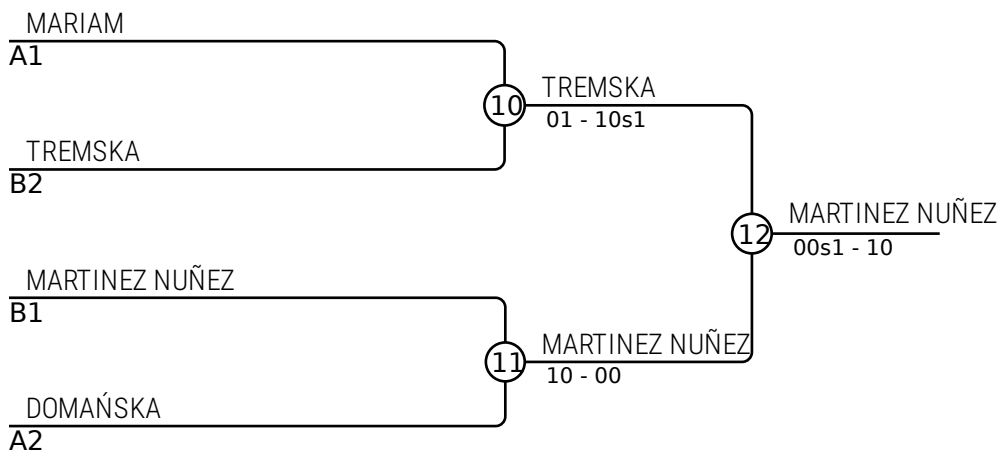 MARIAM
A1
10
TREMSKA
01 - 10s1
TREMSKA
B2
12
MARTINEZ NUÑEZ
00s1 - 10
MARTINEZ NUÑEZ
B1
11
MARTINEZ NUÑEZ
10 - 00
DOMAŃSKA
A2